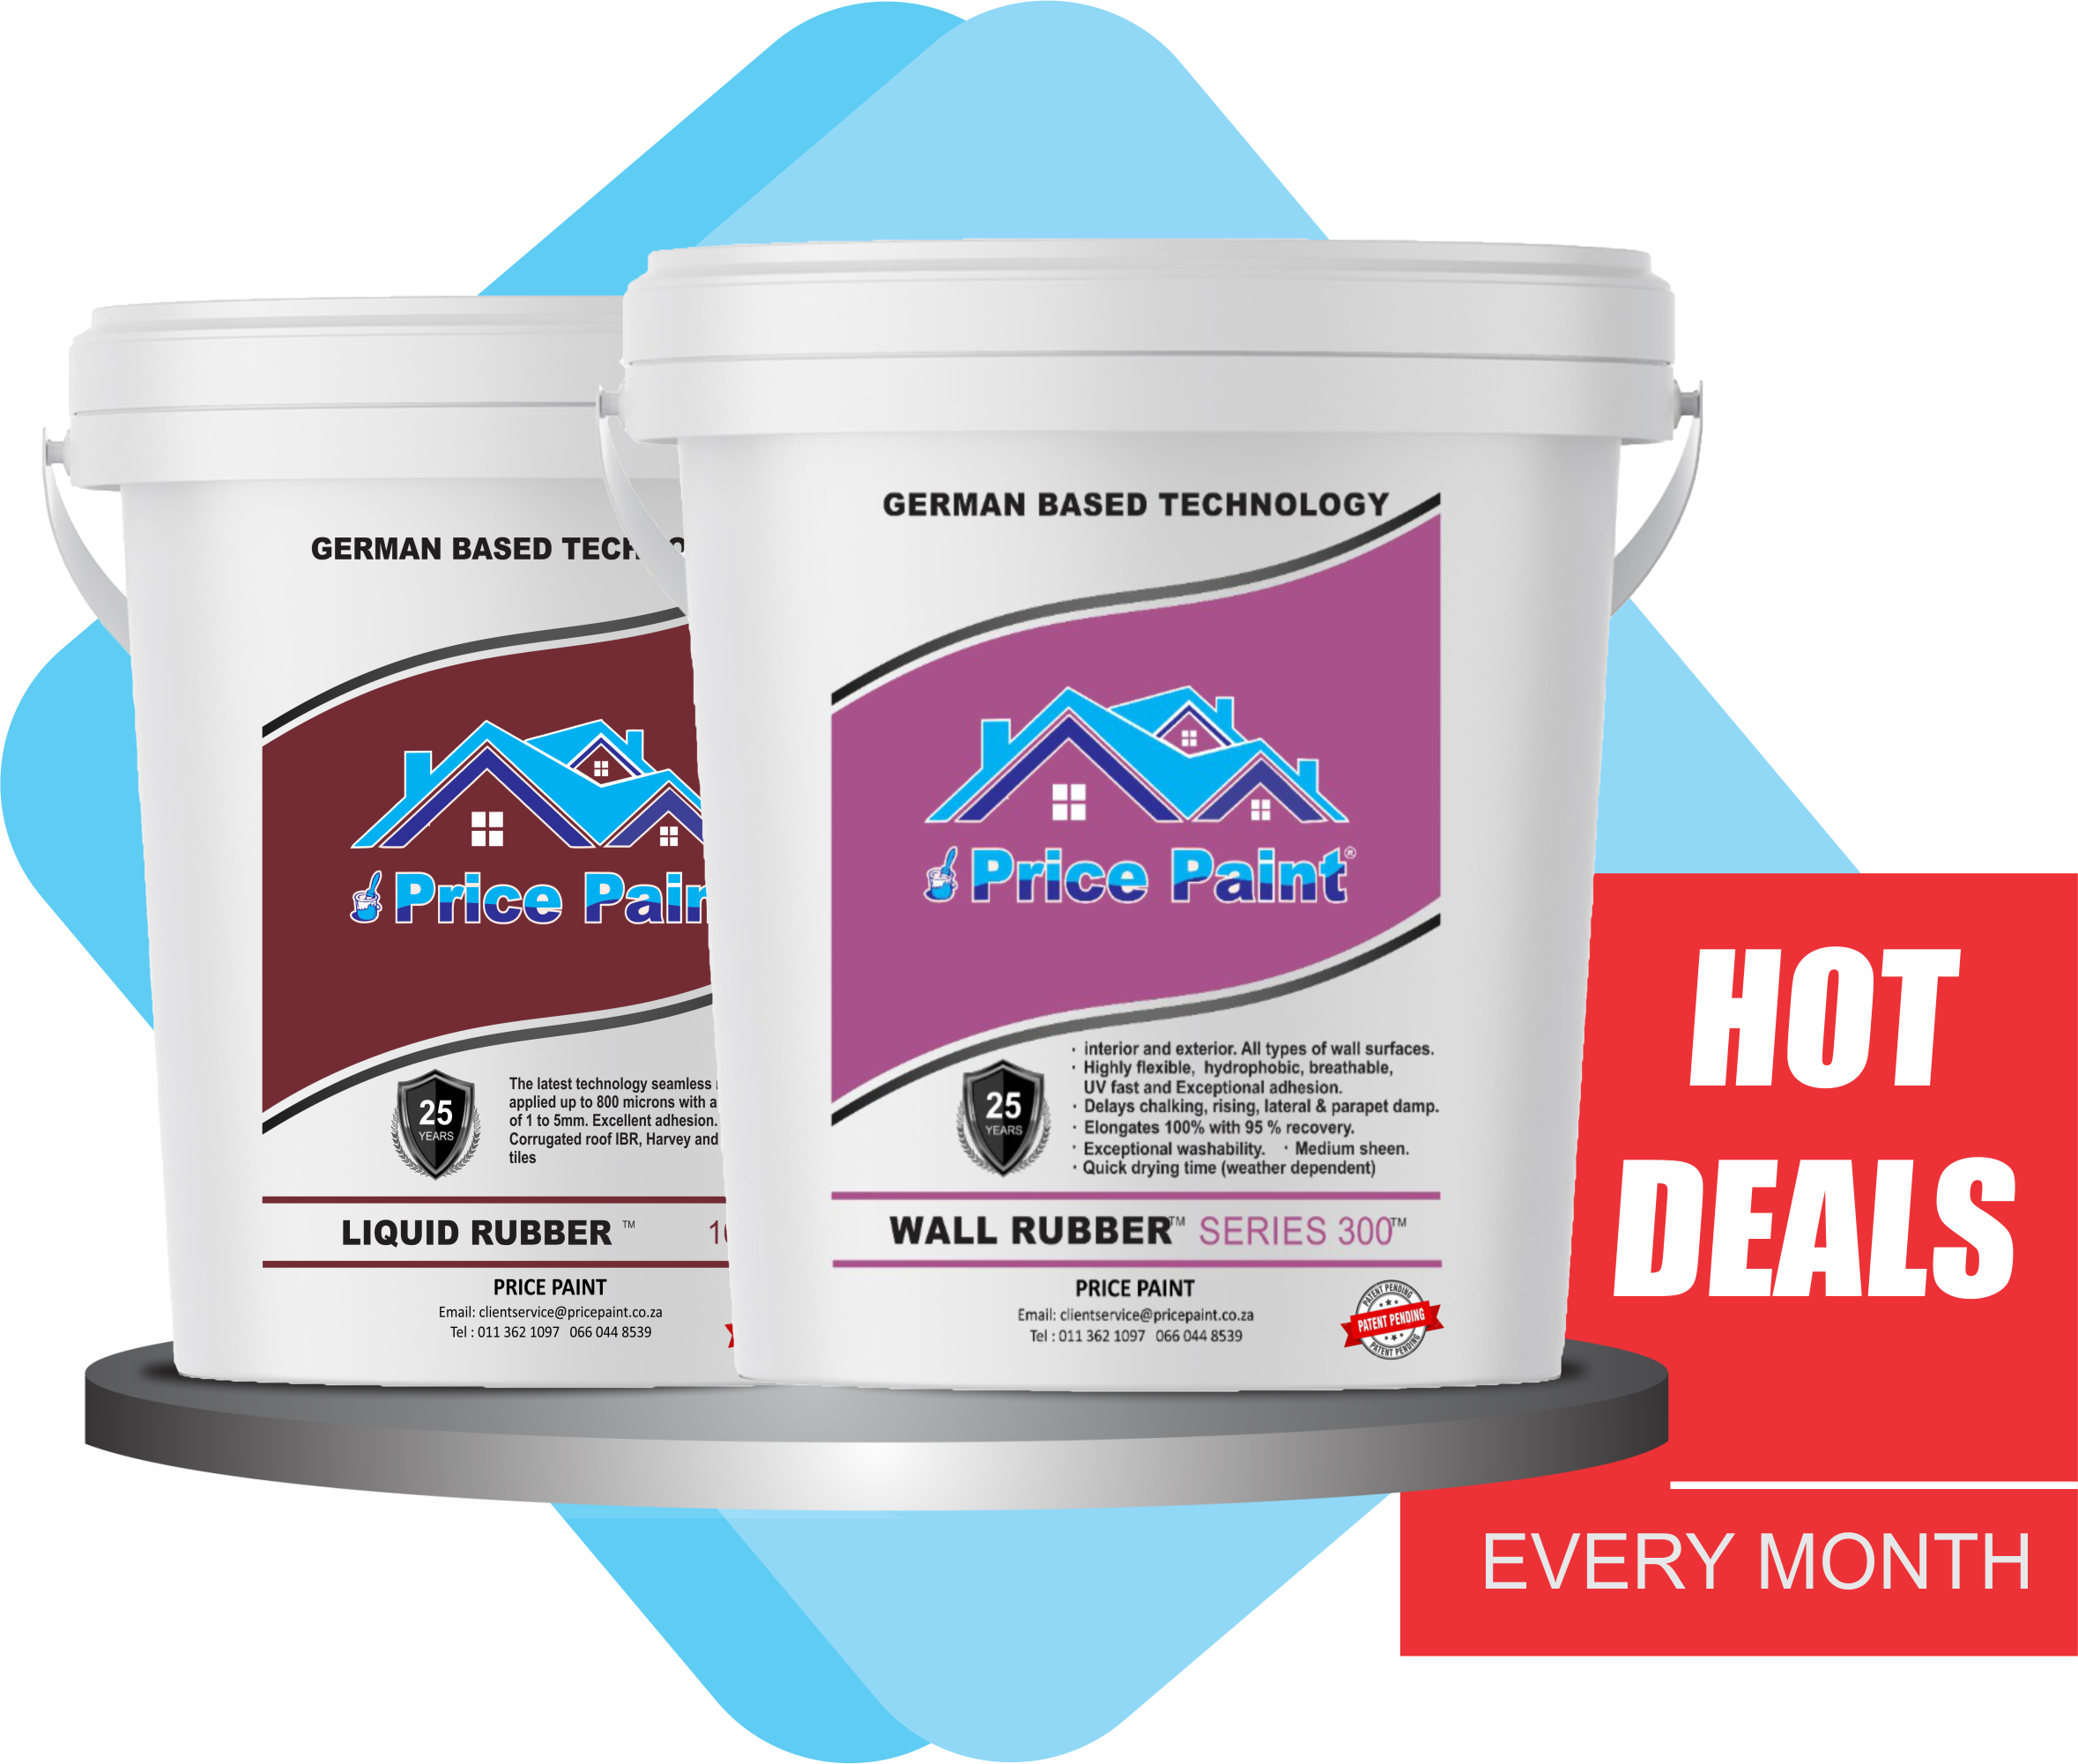 GERMAN BASED
Price
25
YEARS
The latest technology seamless
applied up to 800 microns with a
of 1 to 5mm. Excellent adhesion.
Corrugated roof IBR, Harvey and
tiles
LIQUID RUBBER ™
PRICE PAINT
Email: clientservice@pricepaint.co.za
Tel : 011 362 1097 066 044 8539
GERMAN BASED TECHNOLOGY
Price Paint®
25
YEARS
· interior and exterior. All types of wall surfaces.
· Highly flexible, hydrophobic, breathable,
UV fast and Exceptional adhesion.
· Delays chalking, rising, lateral & parapet damp.
· Elongates 100% with 95 % recovery.
· Exceptional washability. · Medium sheen.
· Quick drying time (weather dependent)
WALL RUBBER™ SERIES 300™
PRICE PAINT
Email: clientservice@pricepaint.co.za
Tel : 011 362 1097 066 044 8539
PATENT PENDING
PATENT PENDING
PATENT PENDING
HOT
DEALS
EVERY MONTH